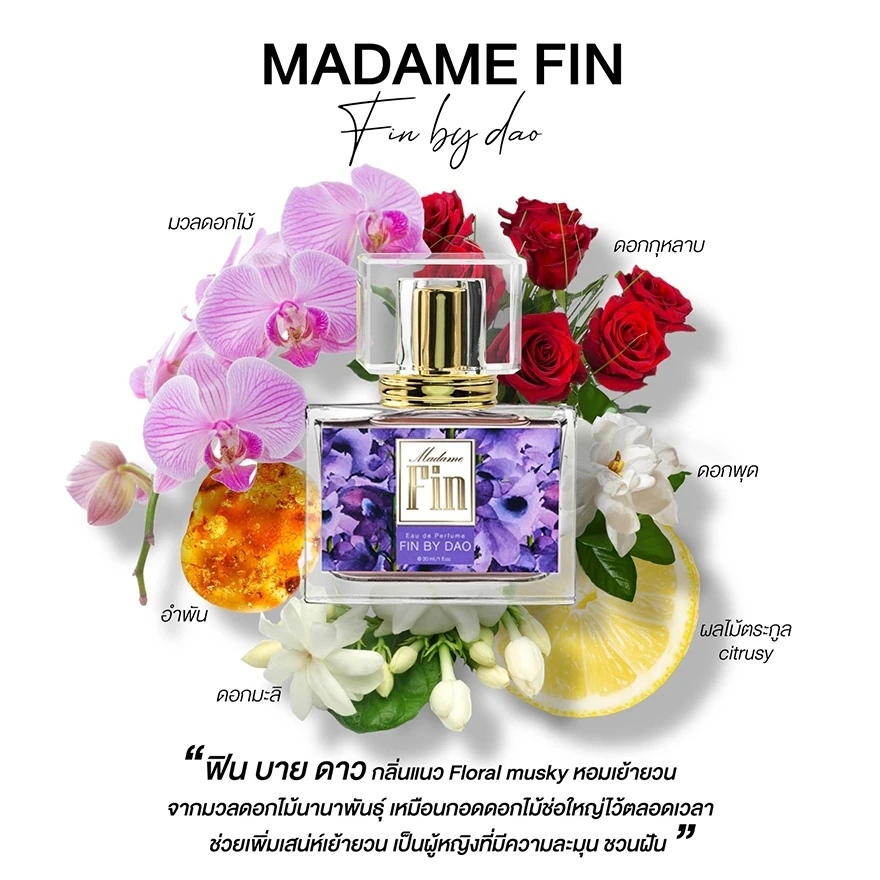 MADAME FIN
Fin by dao
มวลดอกไม้
ดอกกุหลาบ
ดอกพุด
Madame
Fin
Eau de Perfume
FIN BY DAO
℮ 30 ml./1 fl.oz
อำพัน
ผลไม้ตระกูล
citrusy
ดอกมะลิ
“ฟิน บาย ดาว กลิ่นแนว Floral musky หอมเย้ายวน
จากมวลดอกไม้นานาพันธุ์ เหมือนกอดดอกไม้ช่อใหญ่ไว้ตลอดเวลา
ช่วยเพิ่มเสน่ห์เย้ายวน เป็นผู้หญิงที่มีความละมุน ชวนฝัน”